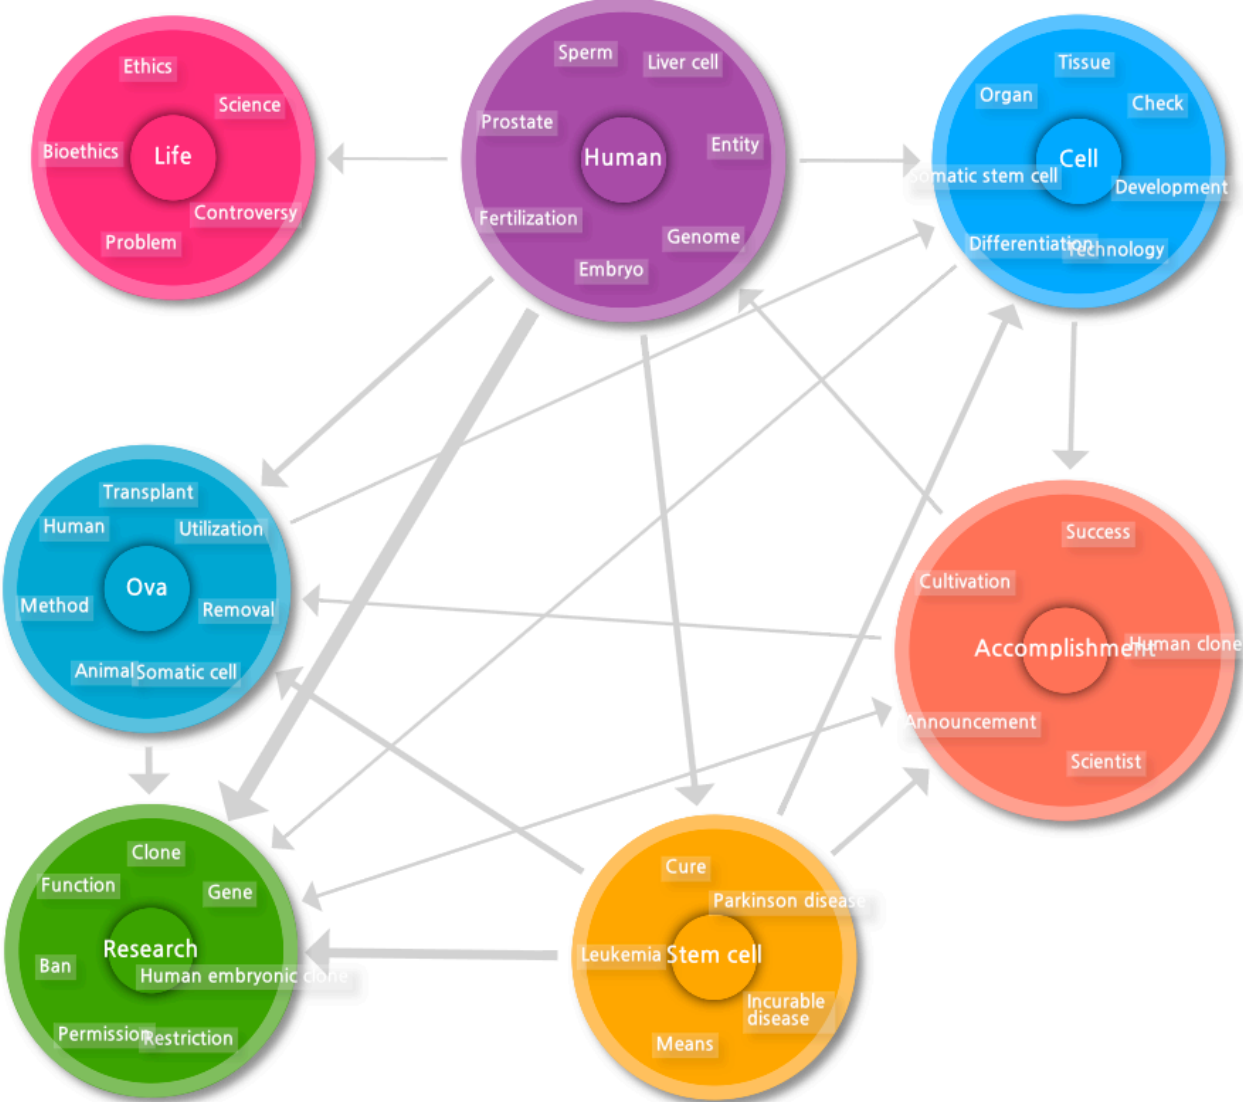 Ethics
Science
Bioethics
Life
Controversy
Problem
Sperm
Liver cell
Prostate
Entity
Human
Fertilization
Genome
Embryo
Tissue
Organ
Check
Cell
Somatic stem cell
Development
Differentiation
Technology
Transplant
Human
Utilization
Ova
Method
Removal
Animal
Somatic cell
Success
Cultivation
Accomplishment
Human clone
Announcement
Scientist
Clone
Function
Gene
Research
Ban
Human embryonic clone
Permission
Restriction
Cure
Parkinson disease
Leukemia
Stem cell
Incurable
disease
Means